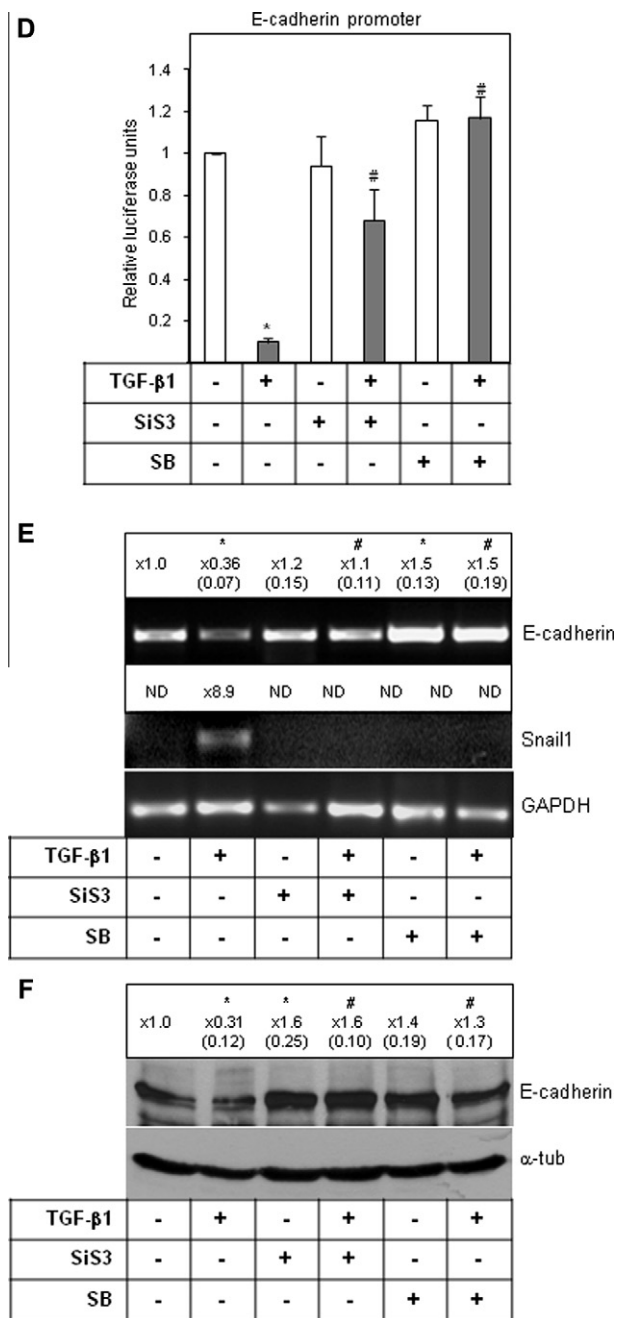 D
E-cadherin promoter
Relative luciferase units
1.4
1.2
1
0.8
0.6
0.4
0.2
*
#
#
TGF-β1 - + - + - +
SiS3 - - + + - -
SB - - - - + +
E
* # * #
x1.0 x0.36 x1.2 x1.1 x1.5 x1.5
(0.07) (0.15) (0.11) (0.13) (0.19)
E-cadherin
ND x8.9 ND ND ND ND ND
Snail1
GAPDH
TGF-β1 - + - + - +
SiS3 - - + + - -
SB - - - - + +
F
* * # #
x1.0 x0.31 x1.6 x1.6 x1.4 x1.3
(0.12) (0.25) (0.10) (0.19) (0.17)
E-cadherin
α-tub
TGF-β1 - + - + - +
SiS3 - - + + - -
SB - - - - + +